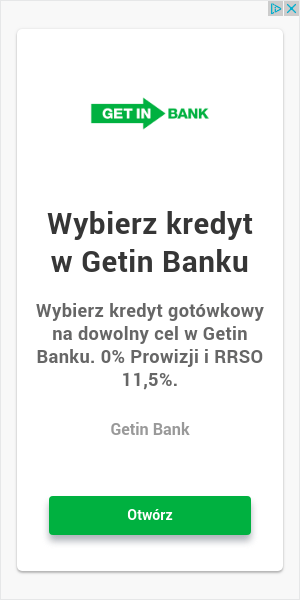 GET IN BANK
Wybierz kredyt
w Getin Banku
Wybierz kredyt gotówkowy
na dowolny cel w Getin
Banku. 0% Prowizji i RRSO
11,5%.
Getin Bank
Otwórz